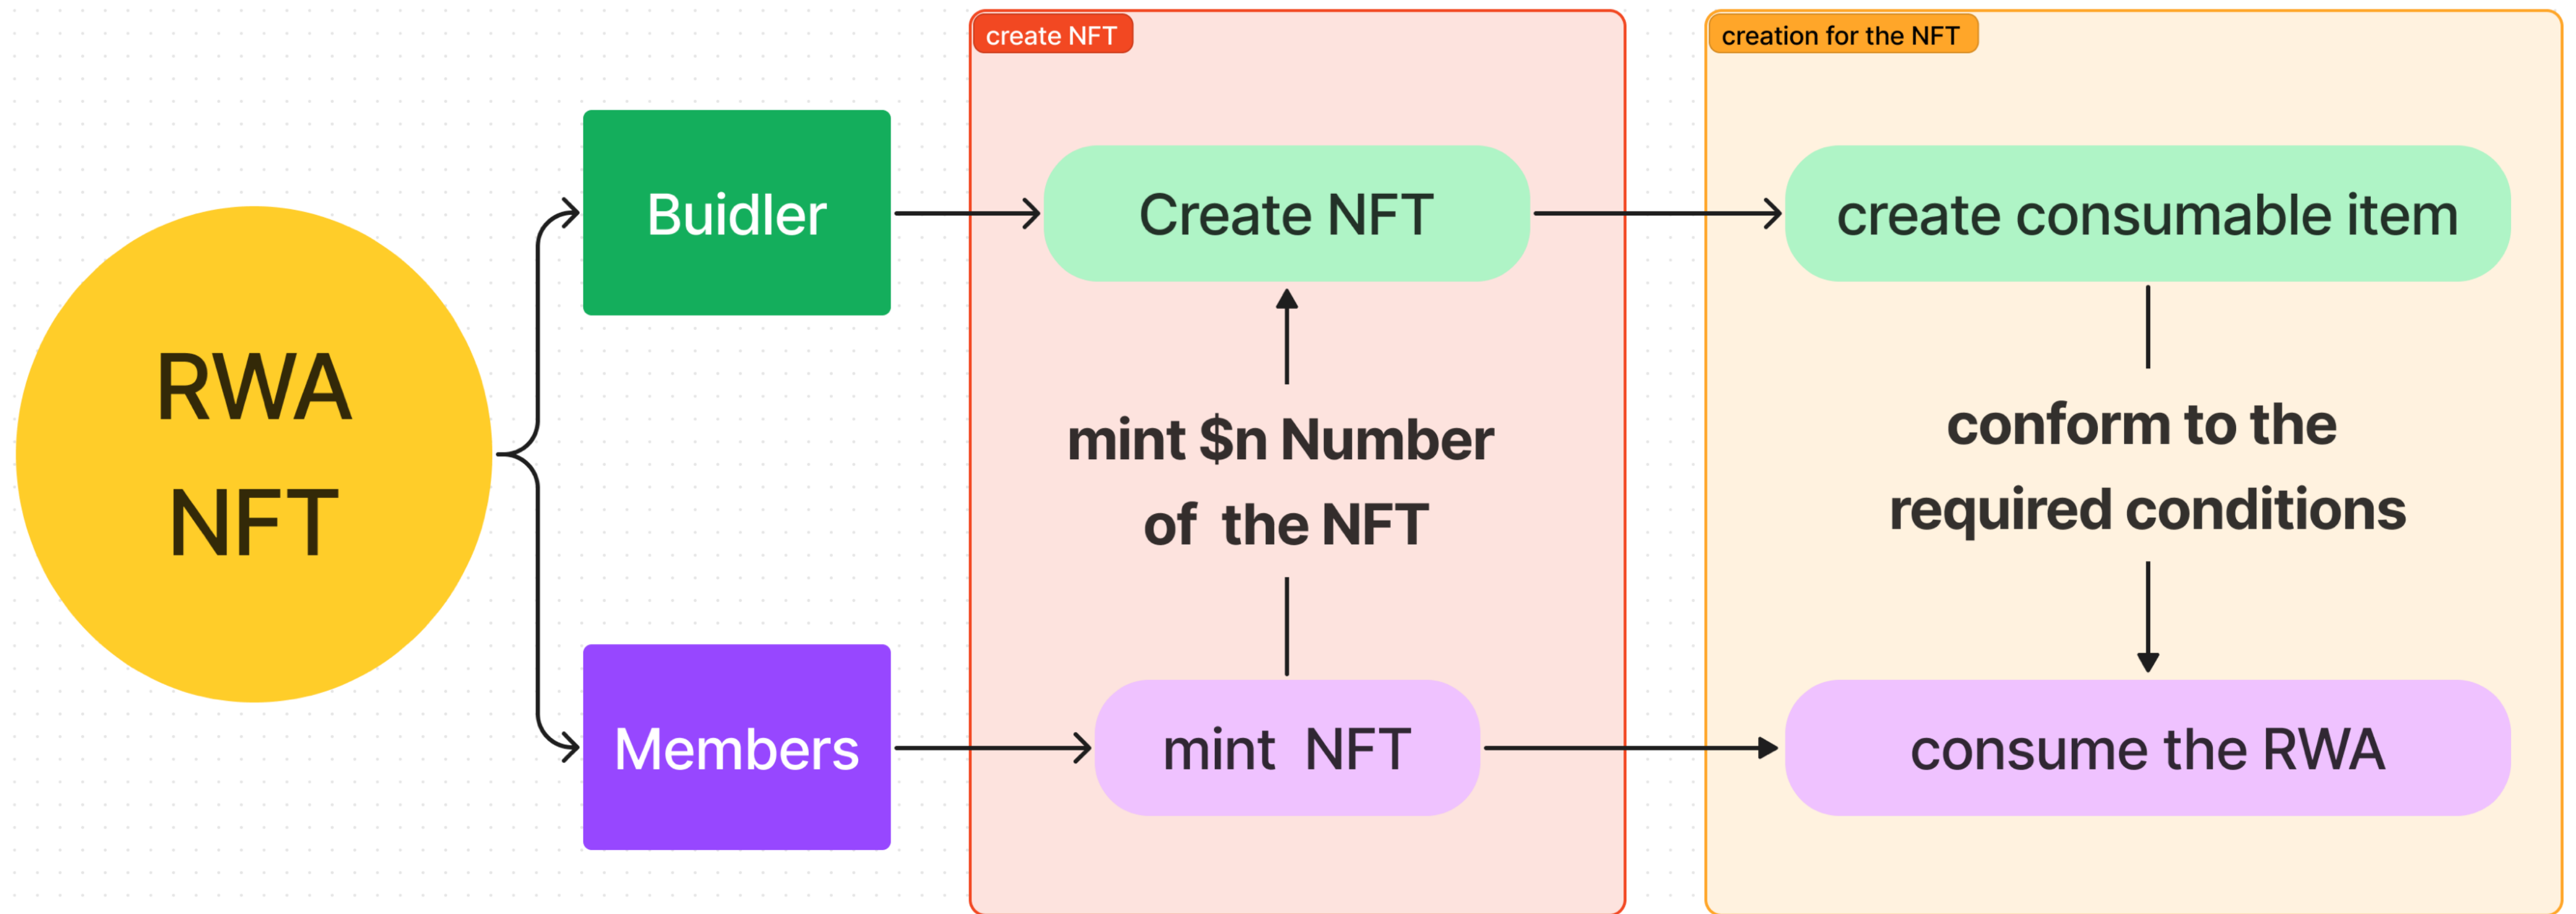 create NFT
creation for the NFT
RWA
NFT
Buidler
Create NFT
create consumable item
mint $n Number
of  the NFT
conform to the
required conditions
Members
mint  NFT
consume the RWA